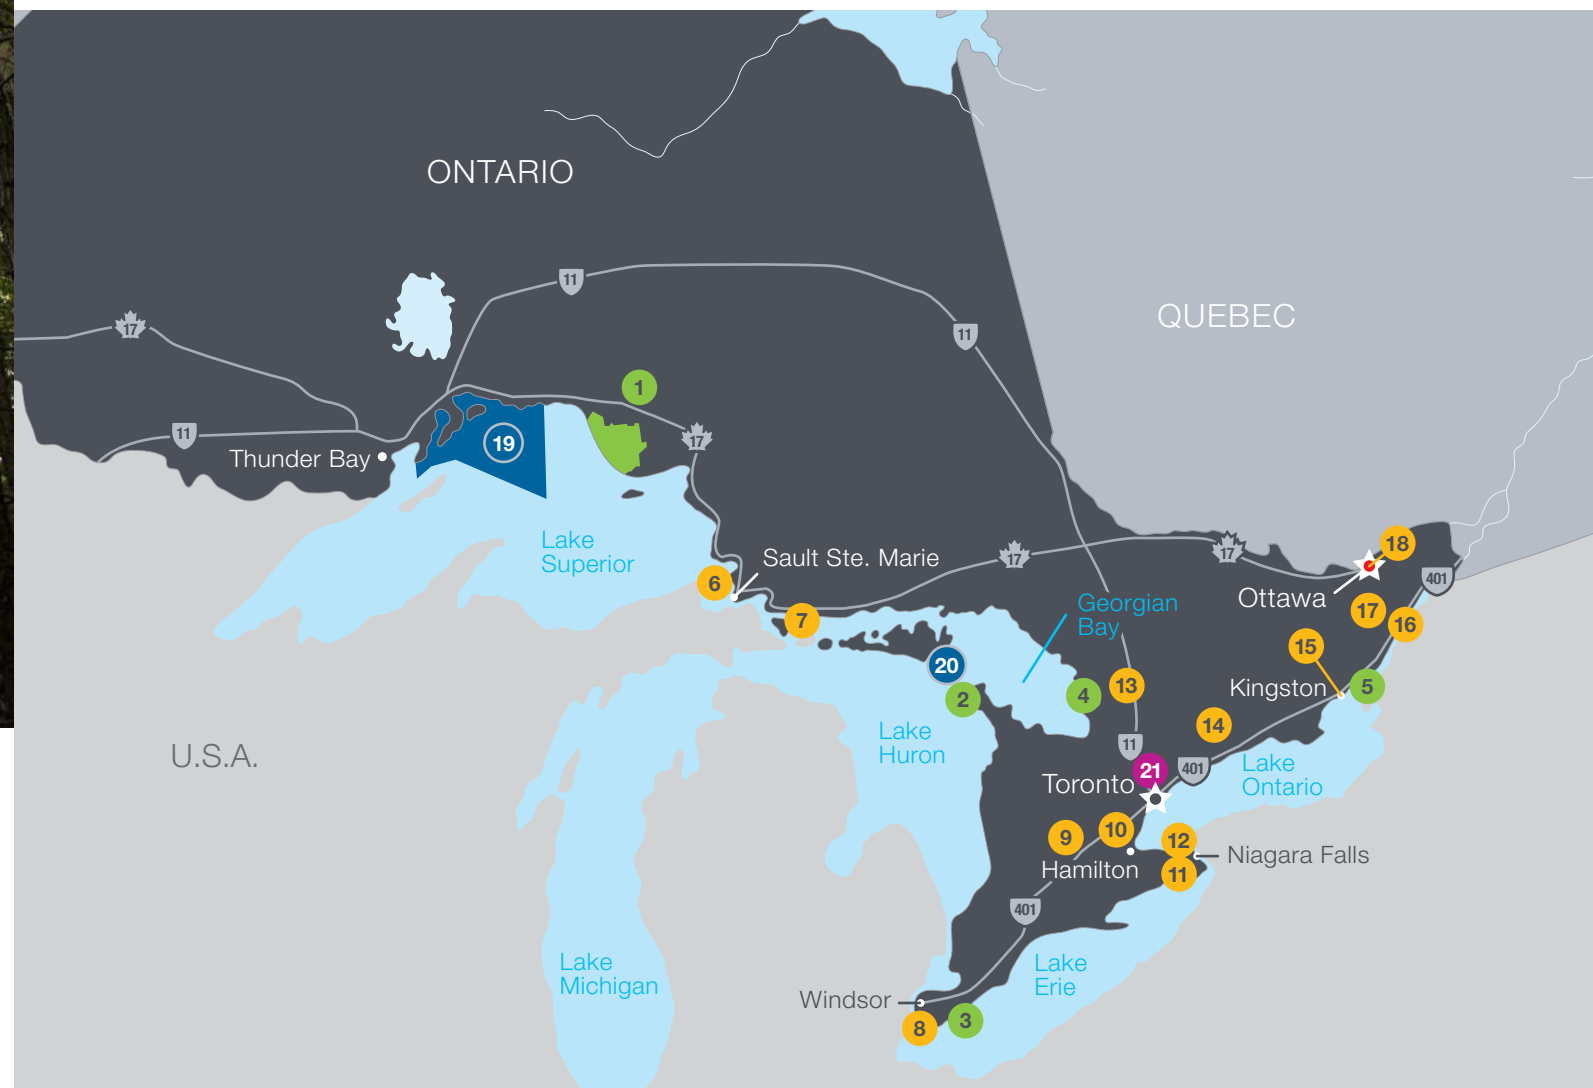 ONTARIO
QUEBEC
11
11
17
1
11
19
17
Thunder Bay
Lake
Superior
Sault Ste. Marie
6
7
17
17
18
401
Ottawa
17
16
Georgian
Bay
15
20
2
4
13
Kingston
5
14
Lake
Huron
U.S.A.
11
21
401
Toronto
Lake
Ontario
9
10
12
Hamilton
11
Niagara Falls
401
Lake
Michigan
Lake
Erie
Windsor
8
3